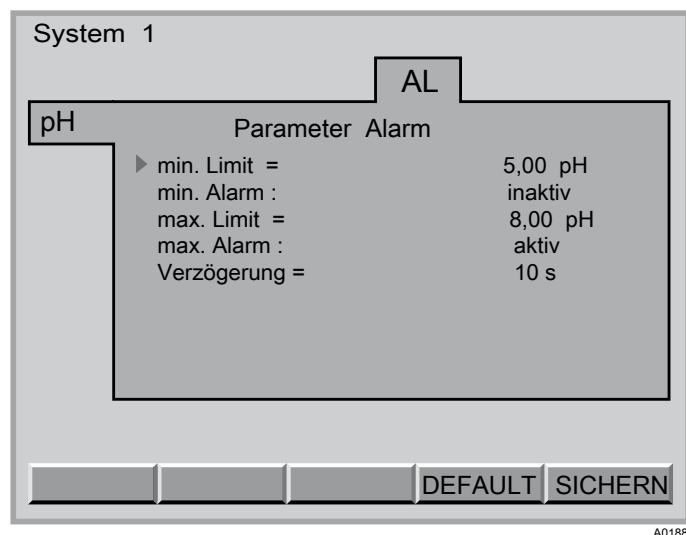 System 1
AL
pH
Parameter Alarm
min. Limit = 5,00 pH
min. Alarm : inaktiv
max. Limit = 8,00 pH
max. Alarm : aktiv
Verzögerung = 10 s
DEFAULT SICHERN
A0188